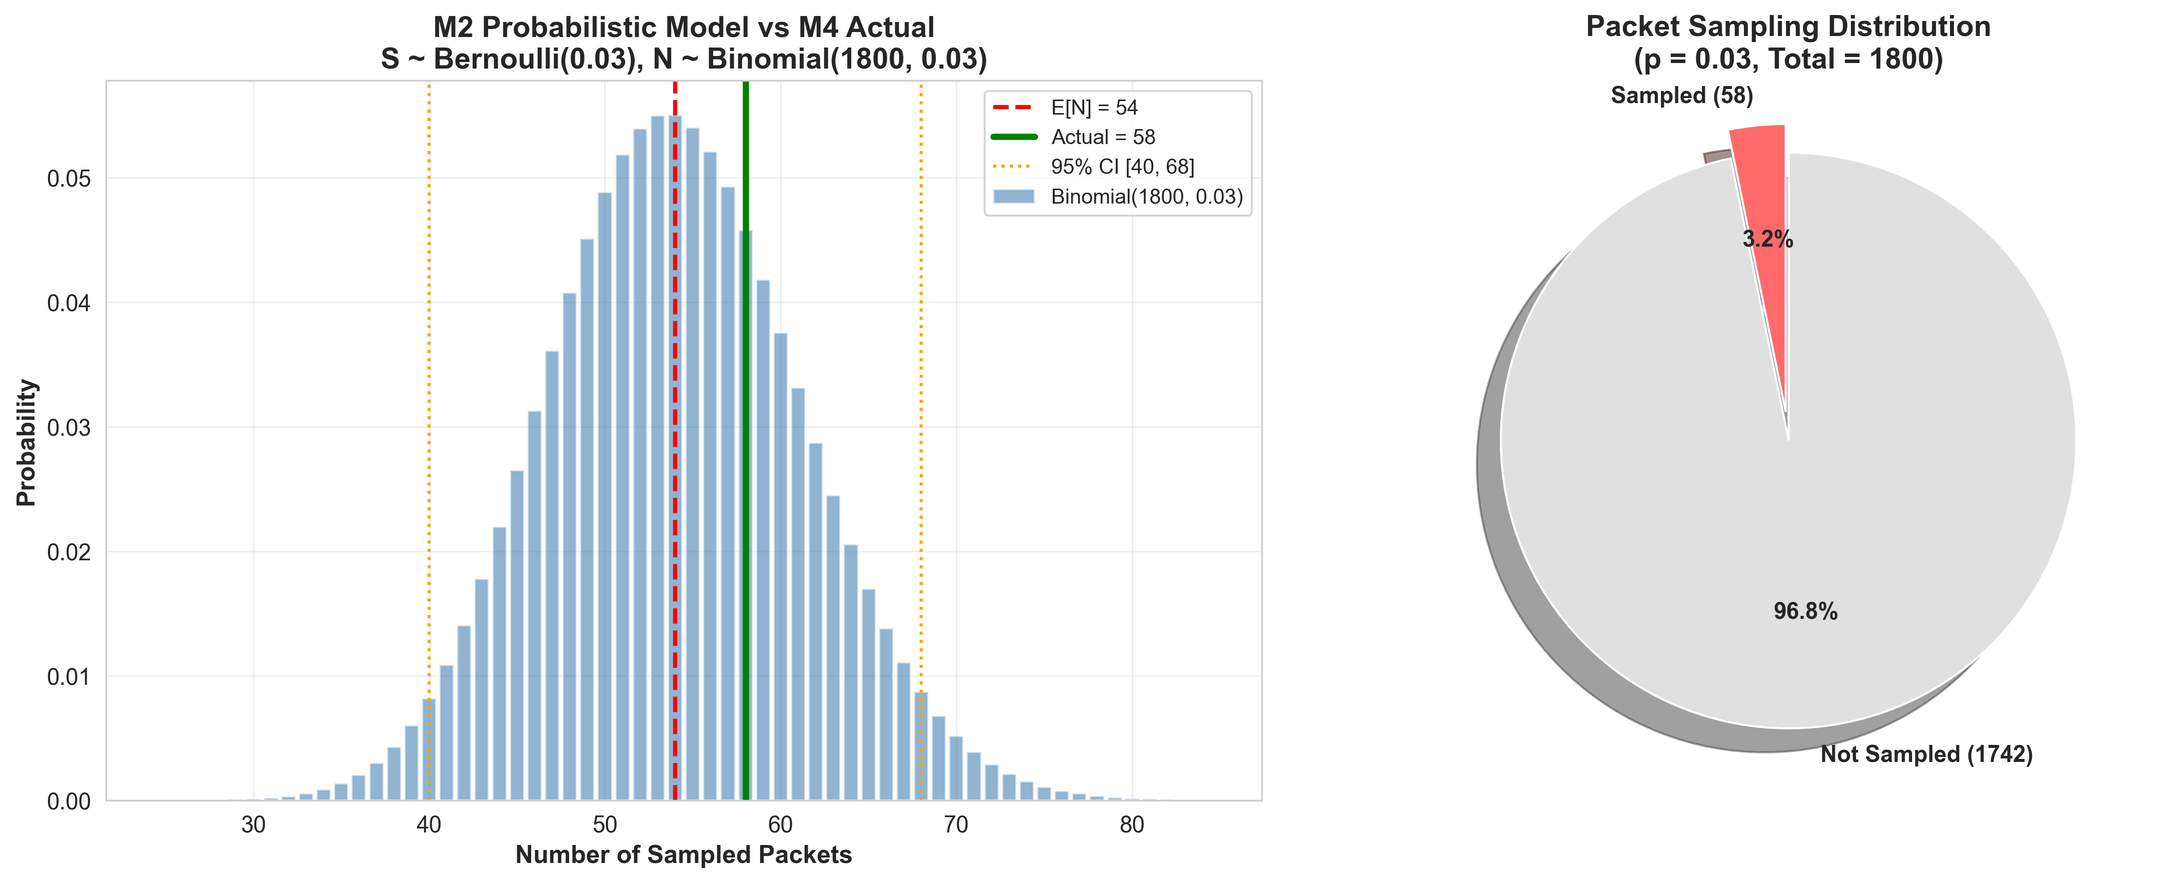 M2 Probabilistic Model vs M4 Actual
S ~ Bernoulli(0.03), N ~ Binomial(1800, 0.03)
E[N] = 54
Actual = 58
95% CI [40, 68]
Binomial(1800, 0.03)
Probability
0.05
0.04
0.03
0.02
0.01
0.00
30
40
50
60
70
80
Number of Sampled Packets
Packet Sampling Distribution
(p = 0.03, Total = 1800)
Sampled (58)
3.2%
96.8%
Not Sampled (1742)